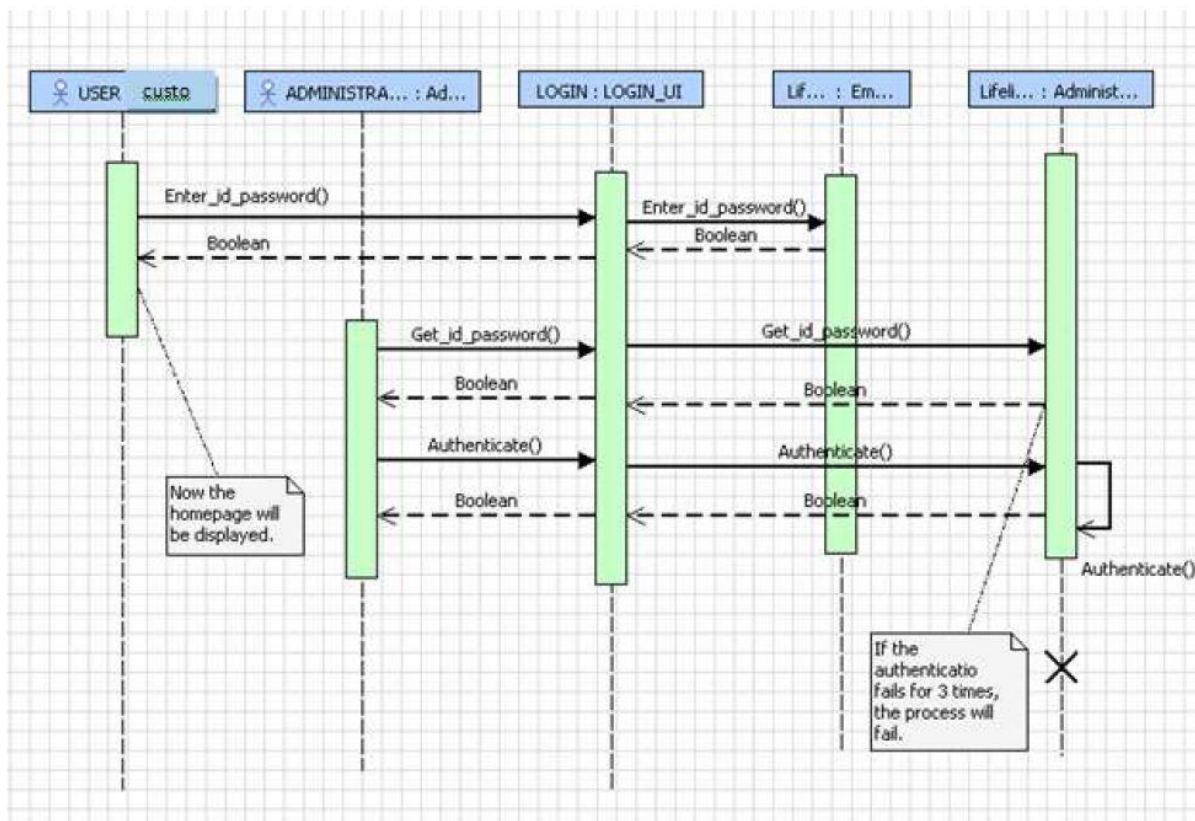 USER custo
ADMINISTRA... : Ad...
LOGIN : LOGIN_UI
Lif... : Em...
Lifeli... : Administ...
Enter_id_password()
Enter_id_password()
Boolean
Boolean
Get_id_password()
Get_id_password()
Boolean
Boolean
Authenticate()
Authenticate()
Boolean
Boolean
Authenticate()
Now the
homepage will
be displayed.
If the
authenticatio
fails for 3 times,
the process will
fail.